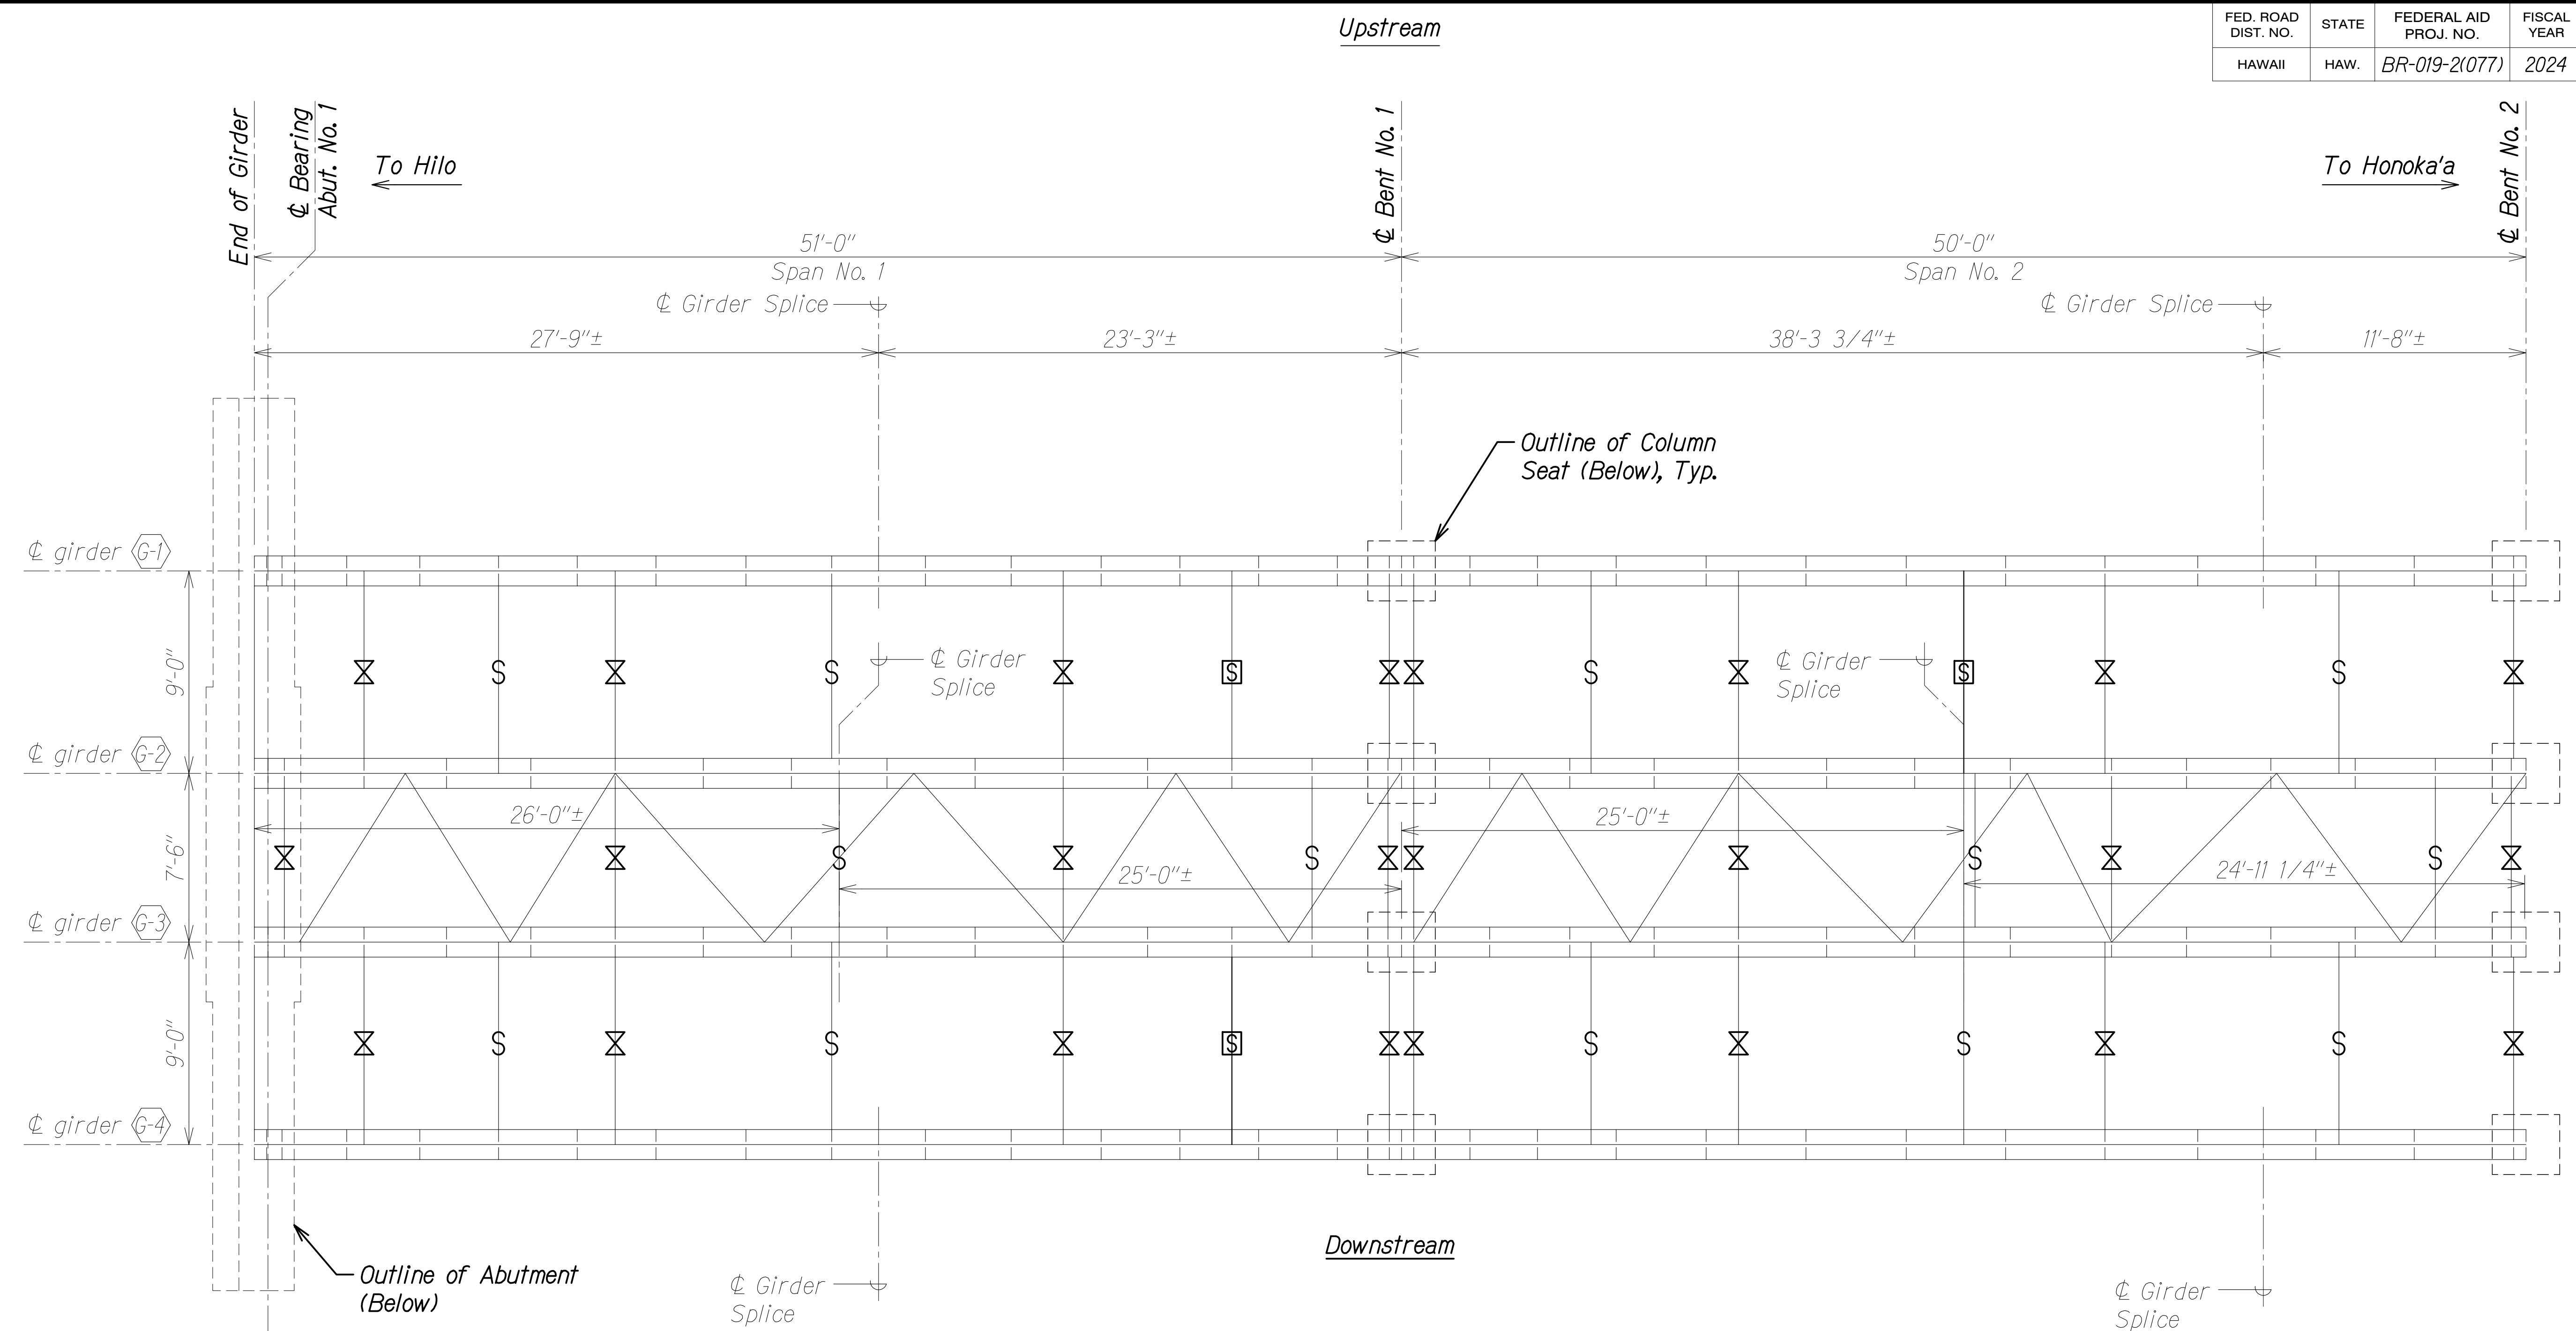 Upstream
FED. ROAD DIST. NO.
STATE
FEDERAL AID PROJ. NO.
FISCAL YEAR
HAWAII
HAW.
BR-019-2(077)
2024
End of Girder
℄ Bearing
Abut. No. 1
To Hilo
℄ Bent No. 1
To Honoka'a
℄ Bent No. 2
51'-0"
Span No. 1
50'-0"
Span No. 2
℄ Girder Splice
℄ Girder Splice
27'-9"±
23'-3"±
38'-3 3/4"±
11'-8"±
Outline of Column
Seat (Below), Typ.
℄ girder G-1
9'-0"
S
S
S
S
S
S
℄ Girder
Splice
℄ Girder
Splice
℄ girder G-2
26'-0"±
25'-0"±
7'-6"
S
S
S
S
25'-0"±
24'-11 1/4"±
℄ girder G-3
9'-0"
S
S
S
S
S
S
℄ girder G-4
Downstream
Outline of Abutment
(Below)
℄ Girder
Splice
℄ Girder
Splice